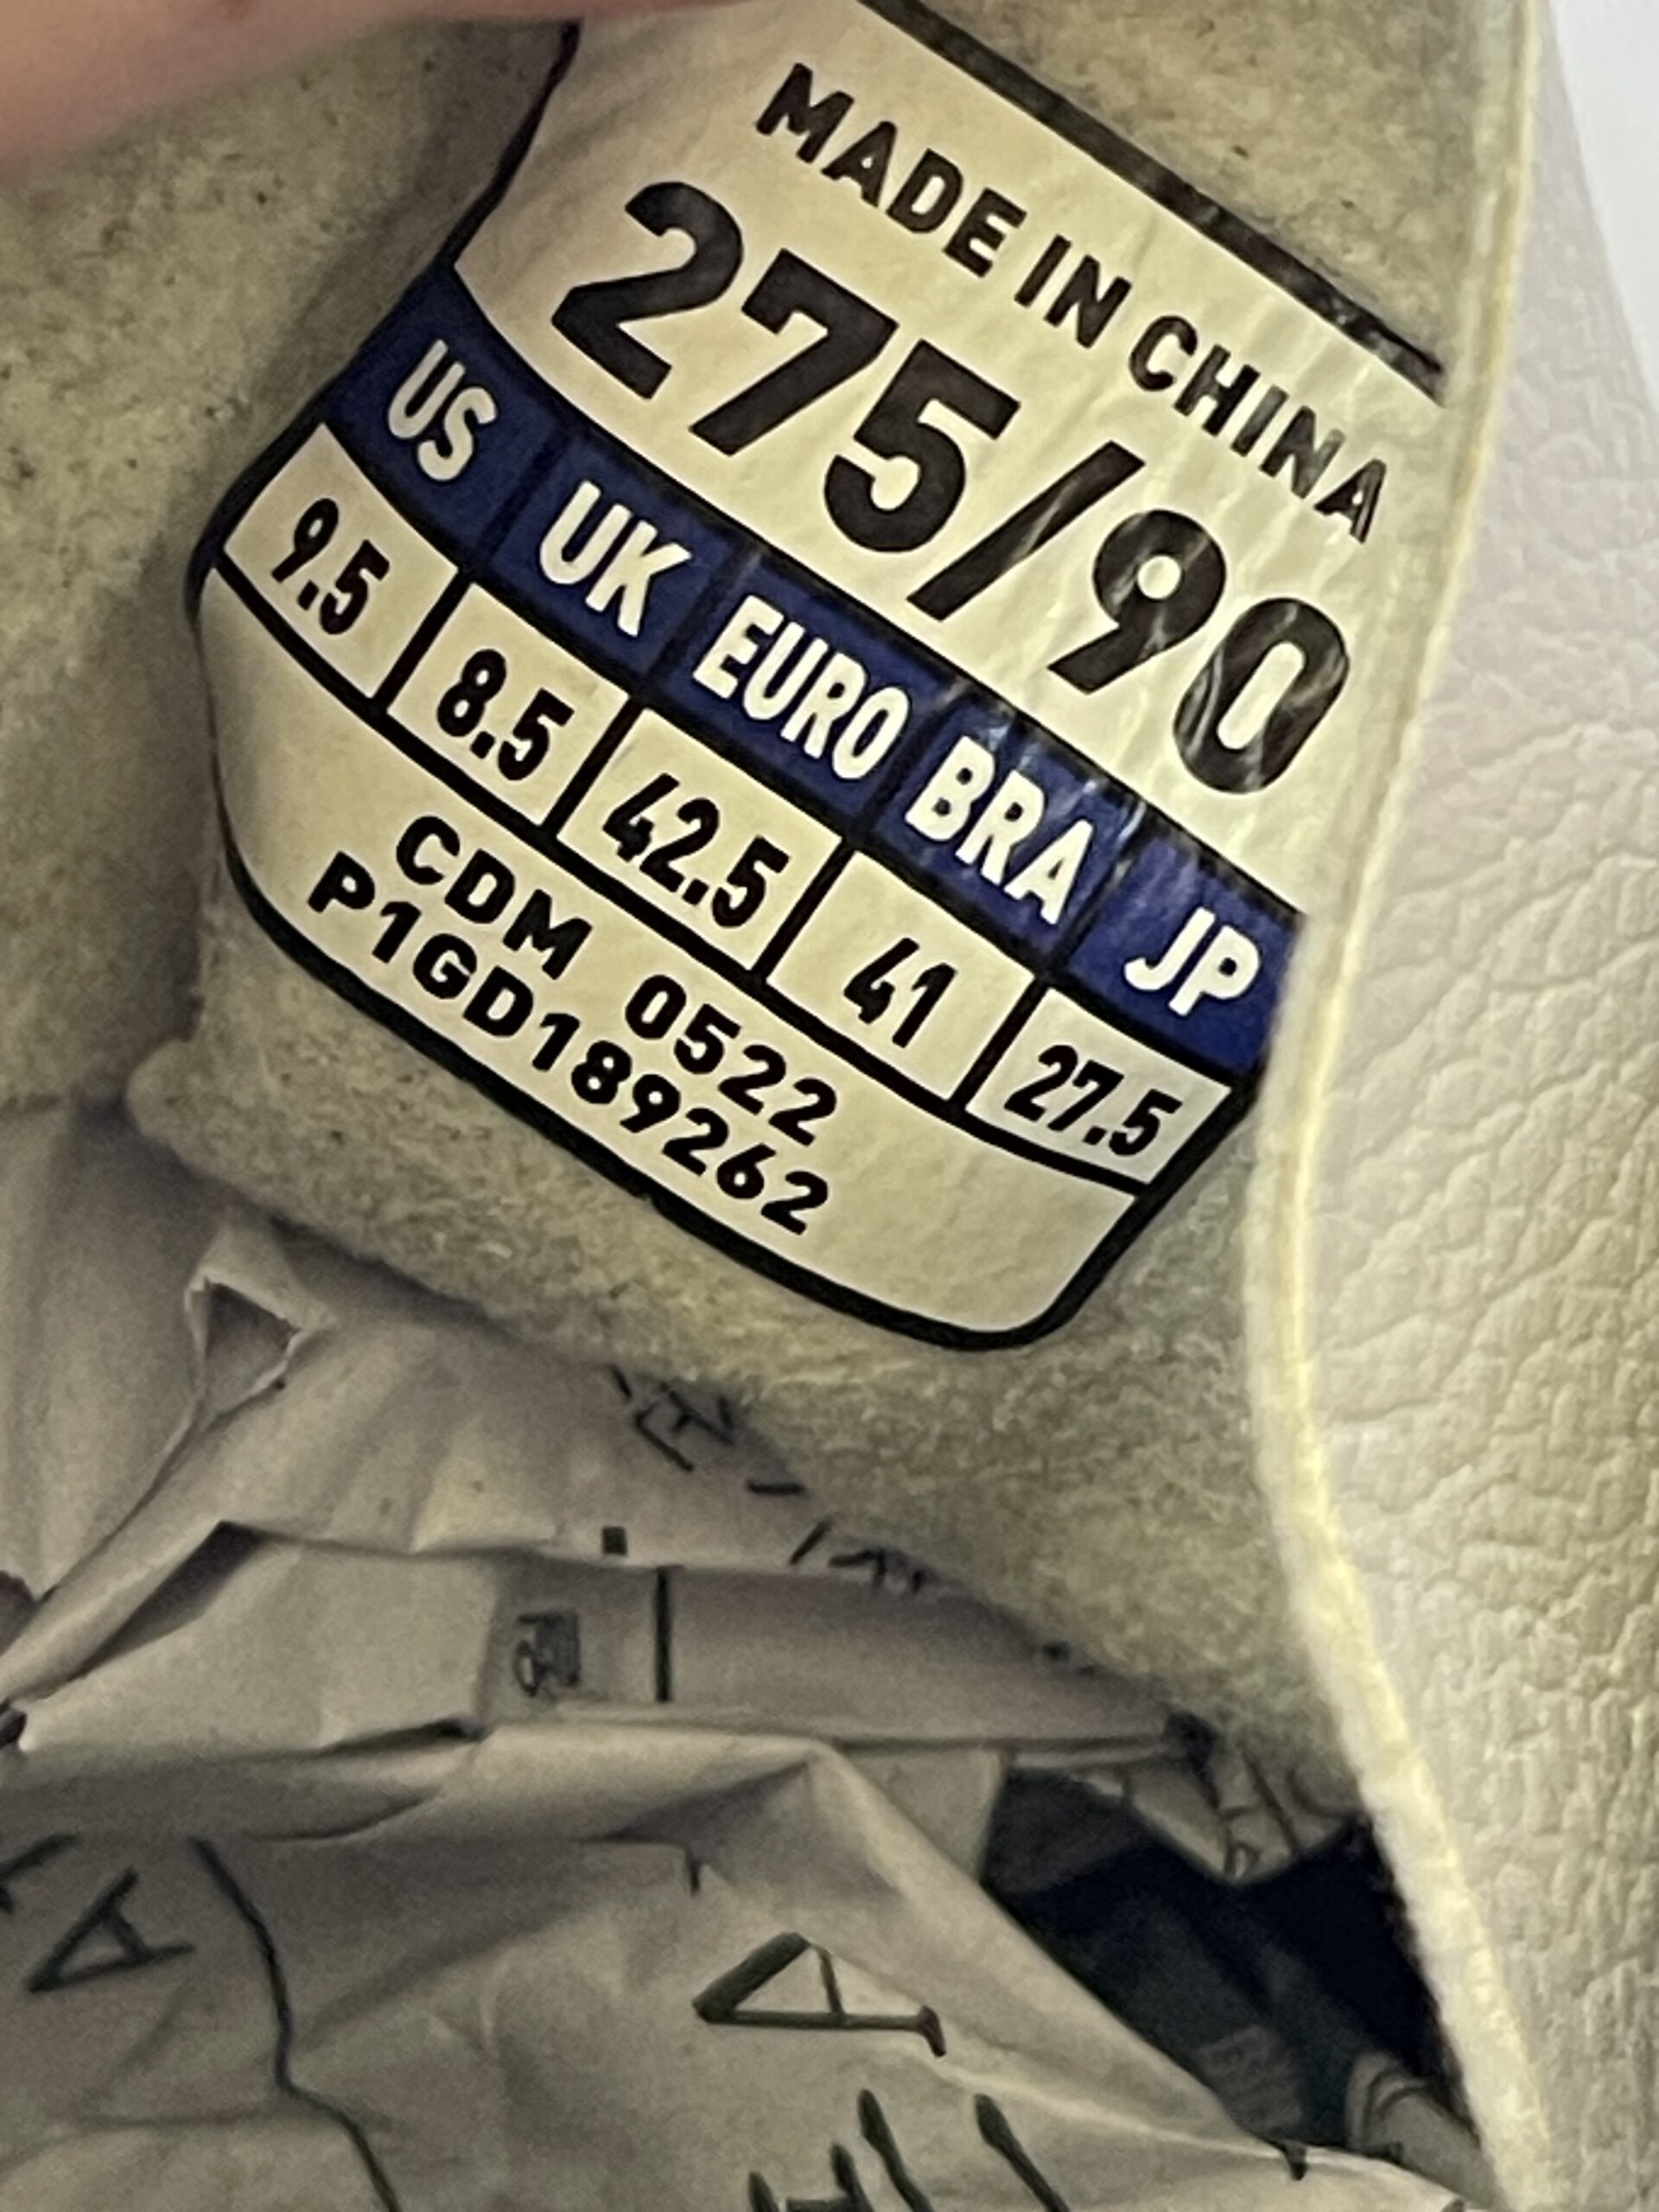 MADE IN CHINA
275/90
US UK EURO BRA JP
9.5 8.5 42.5 41 27.5
CDM 0522
P1GD189262